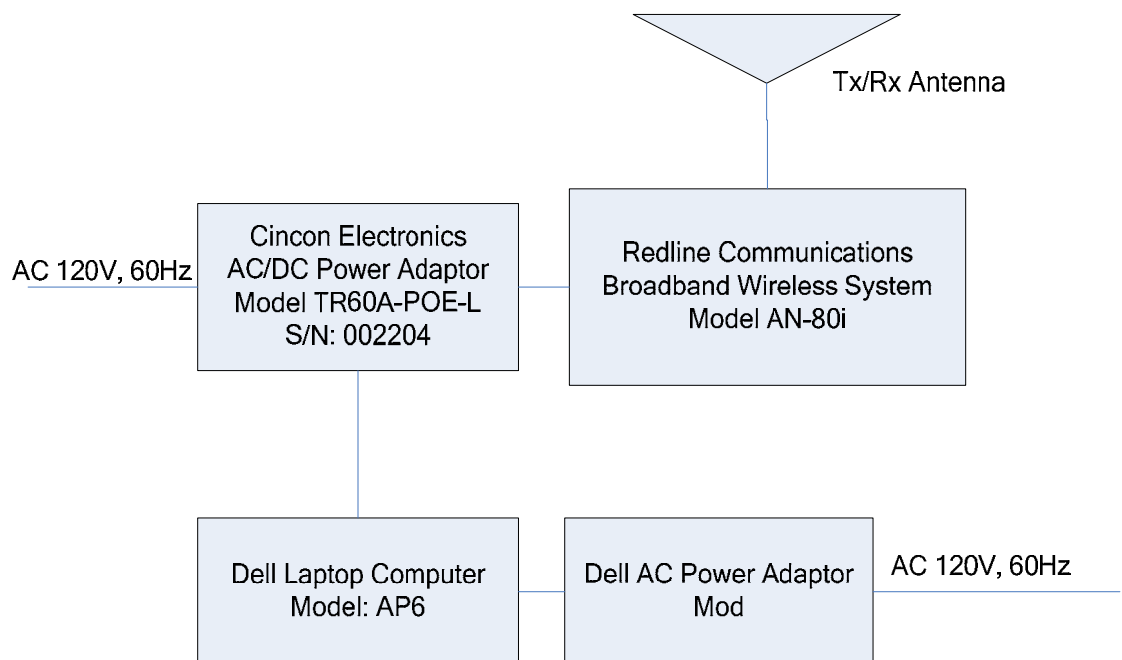 Tx/Rx Antenna
AC 120V, 60Hz
Cincon Electronics
AC/DC Power Adaptor
Model TR60A-POE-L
S/N: 002204
Redline Communications
Broadband Wireless System
Model AN-80i
Dell Laptop Computer
Model: AP6
Dell AC Power Adaptor
Mod
AC 120V, 60Hz